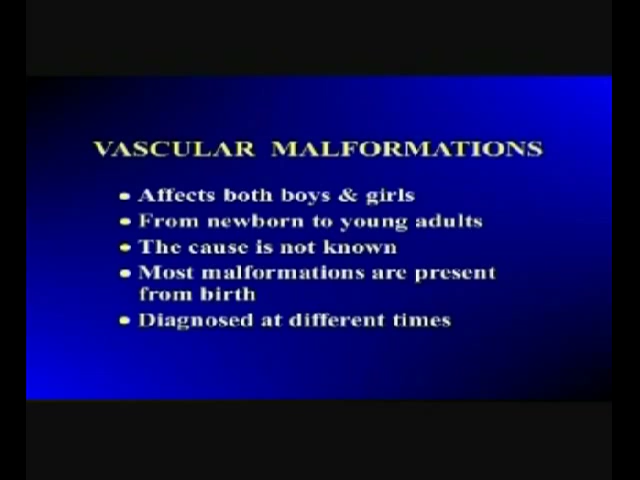 VASCULAR MALFORMATIONS
• Affects both boys & girls
• From newborn to young adults
• The cause is not known
• Most malformations are present
from birth
• Diagnosed at different times